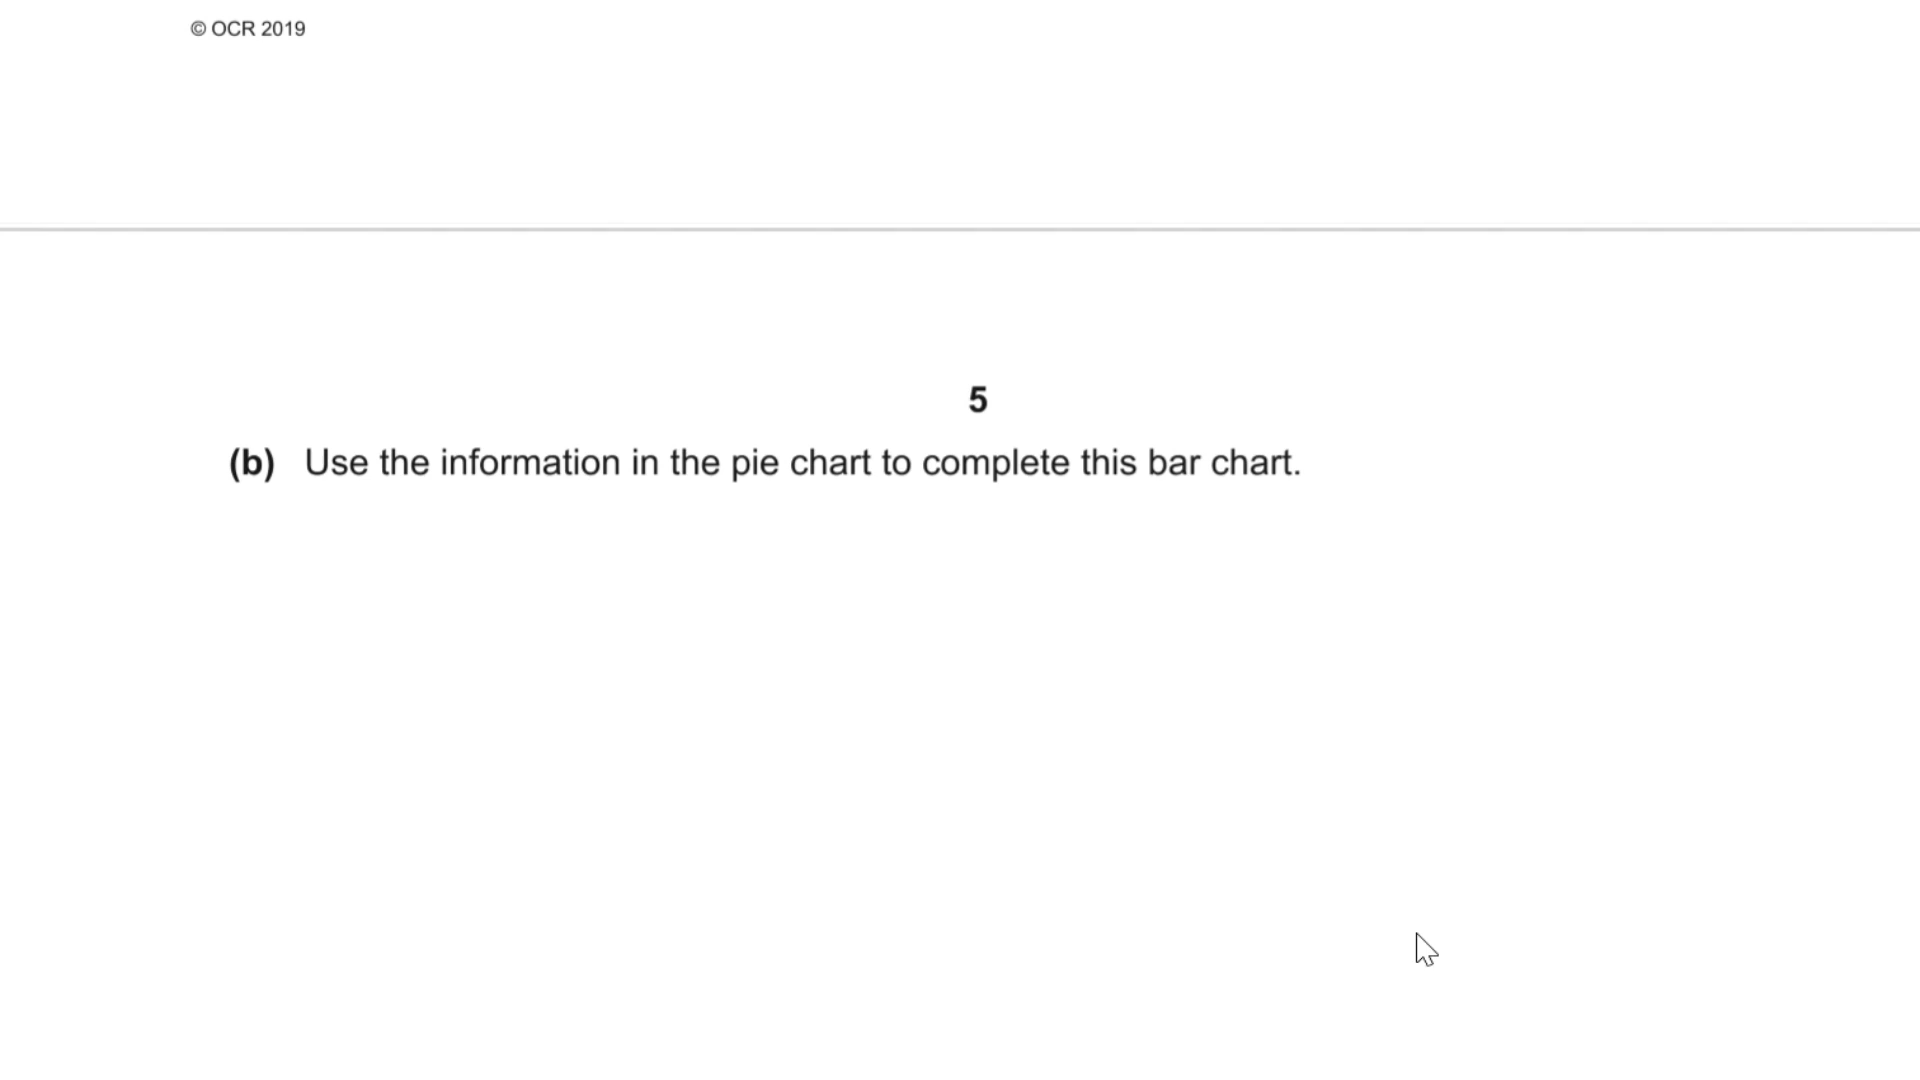 © OCR 2019
5
(b) Use the information in the pie chart to complete this bar chart.